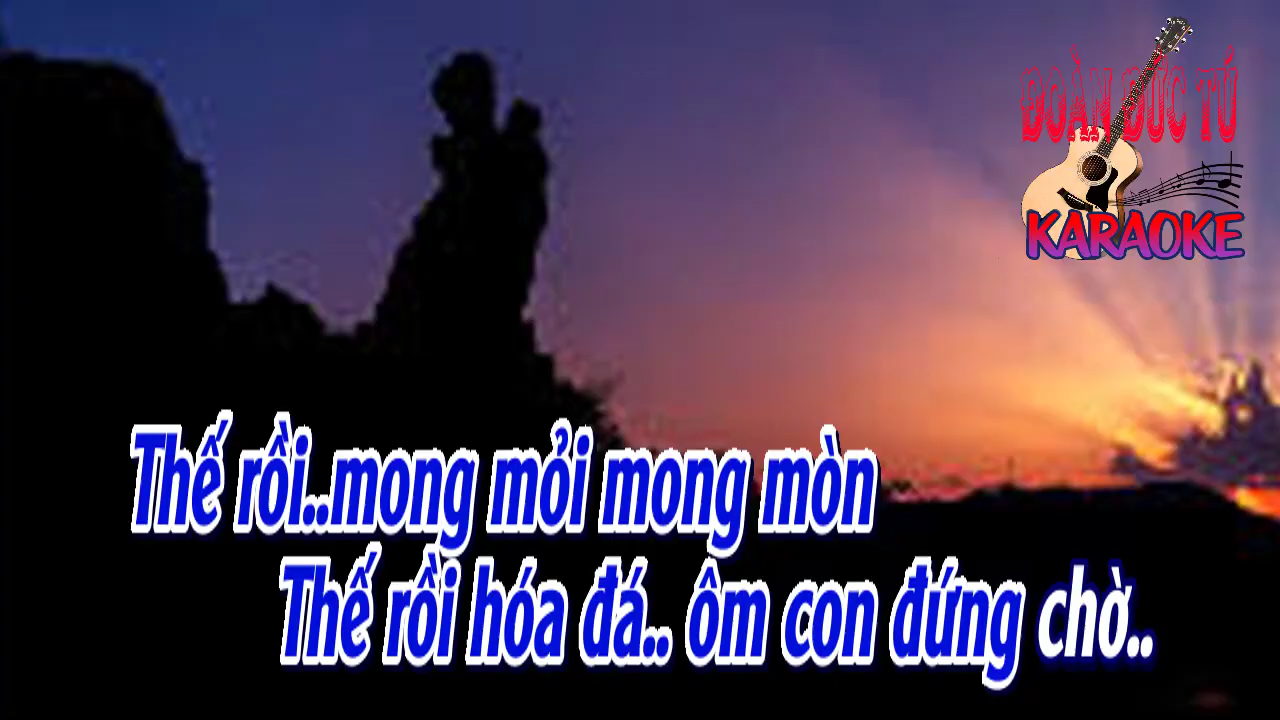 ĐOÀN ĐỨC TÚ
KARAOKE
Thế rồi..mong mỏi mong mòn
Thế rồi hóa đá.. ôm con đứng chờ..